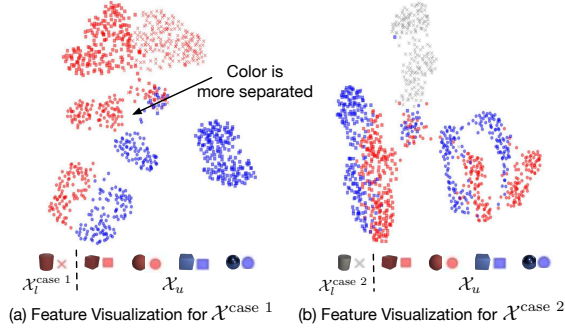 Color is
more separated
𝒳_l^{case 1} 𝒳_u 𝒳_l^{case 2} 𝒳_u
(a) Feature Visualization for 𝒳^{case 1} (b) Feature Visualization for 𝒳^{case 2}